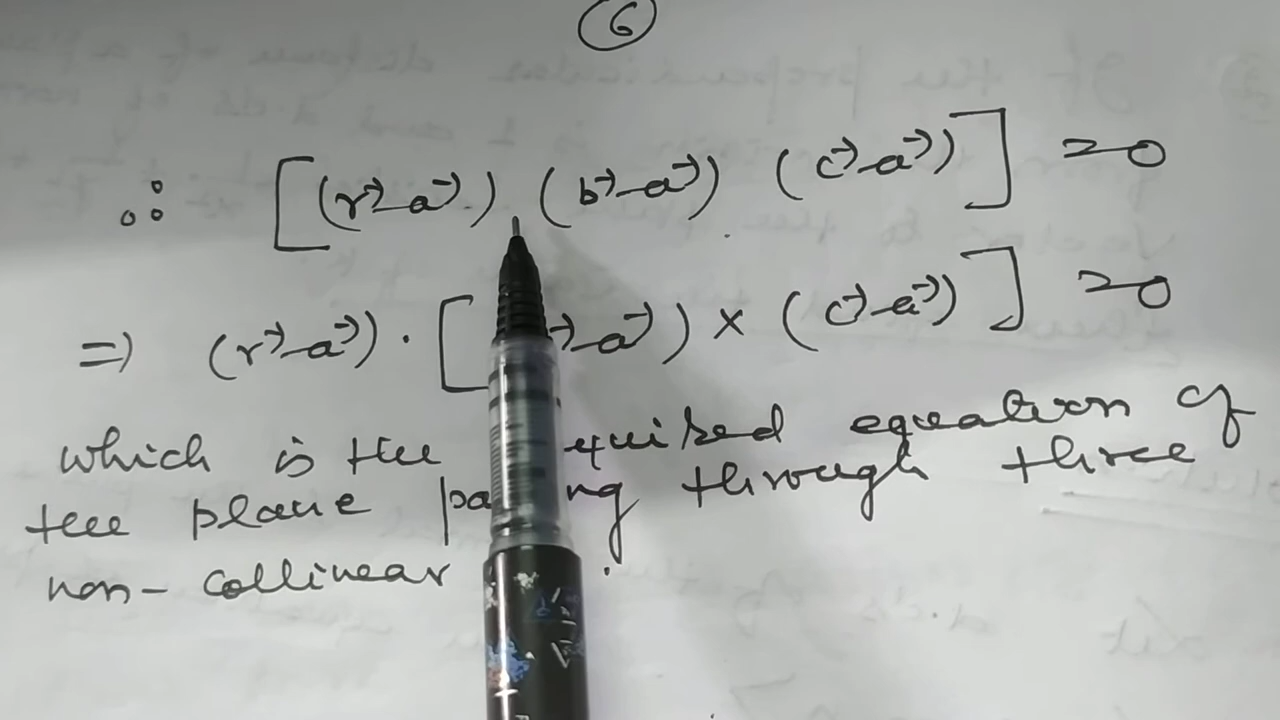 6
∴ [(r⃗-a⃗) (b⃗-a⃗) (c⃗-a⃗)] = 0
⇒ (r⃗-a⃗) · [ -a⃗) × (c⃗-a⃗)] = 0
which is the equation of
the plane through three
non-collinear .